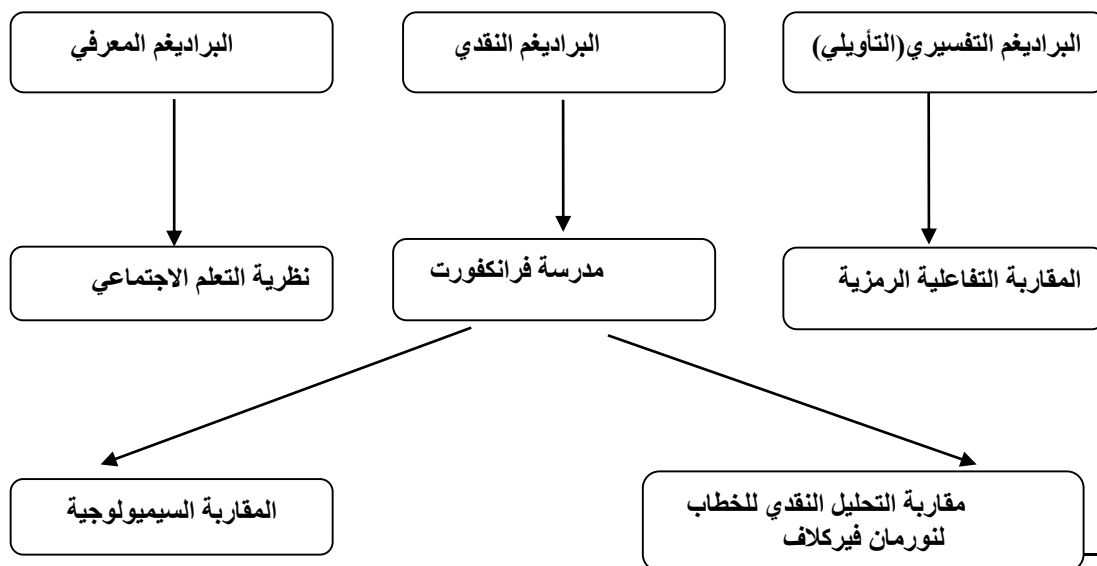 البراديغم التفسيري(التأويلي)
البراديغم النقدي
البراديغم المعرفي
المقاربة التفاعلية الرمزية
مدرسة فرانكفورت
نظرية التعلم الاجتماعي
مقاربة التحليل النقدي للخطاب
لنورمان فيركلاف
المقاربة السيميولوجية